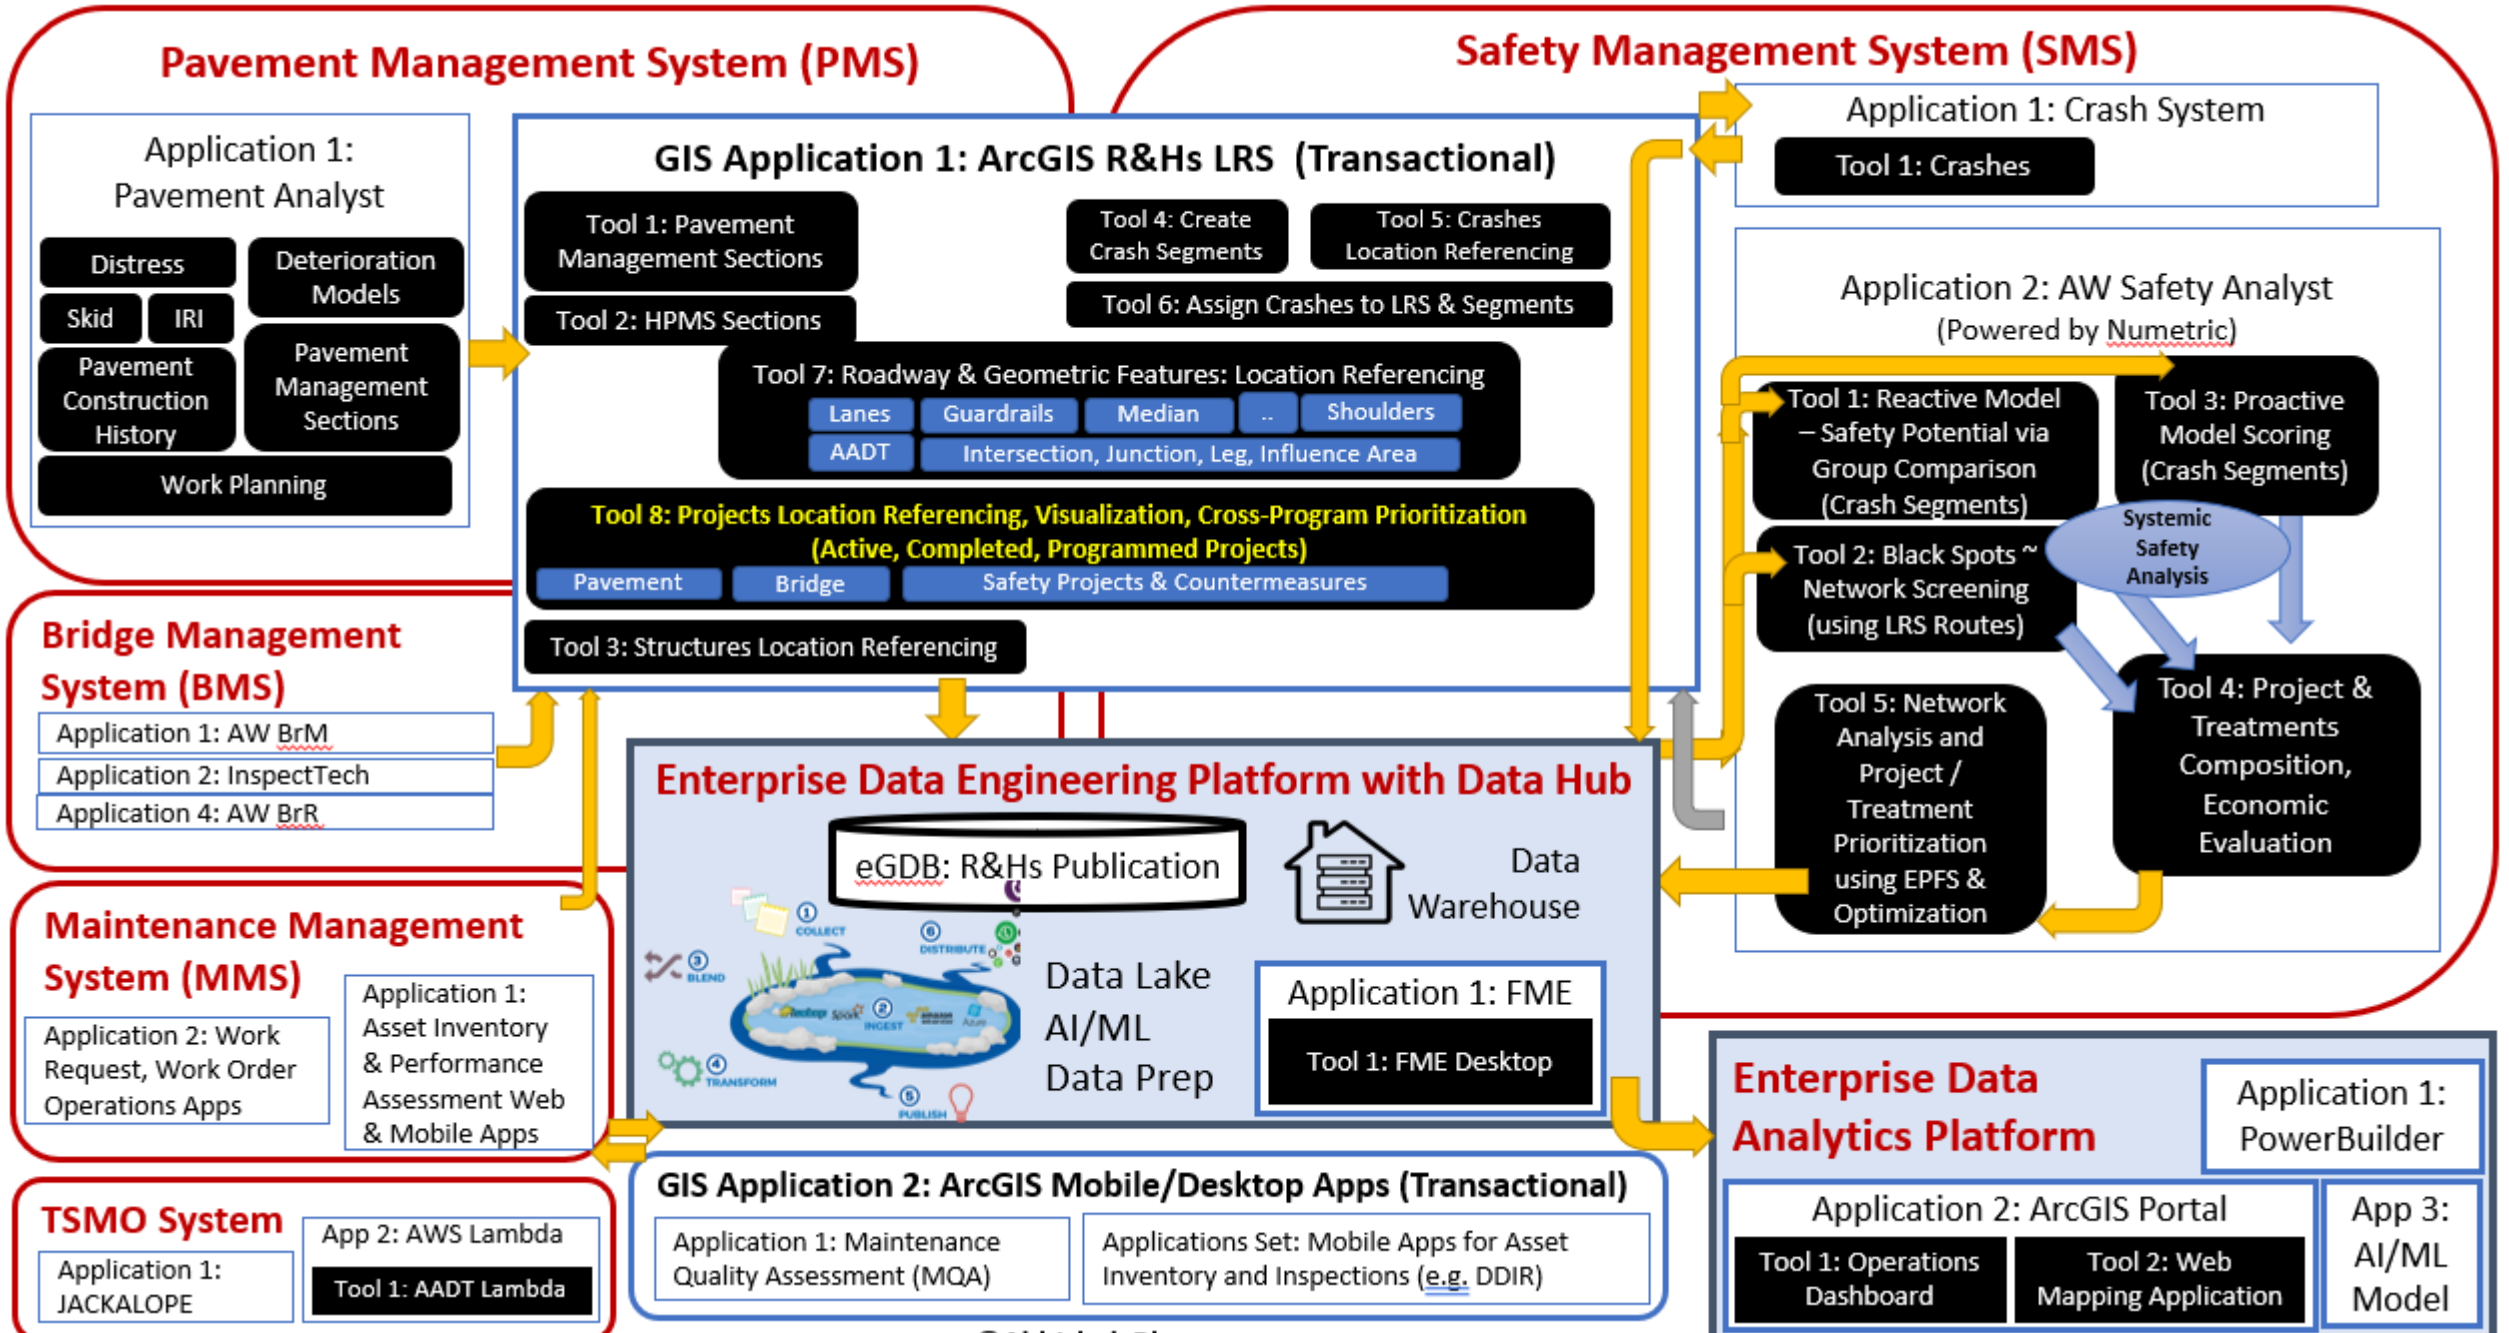 Pavement Management System (PMS)
Safety Management System (SMS)
Application 1:
Pavement Analyst
Distress
Deterioration
Models
Skid
IRI
Pavement
Construction
History
Pavement
Management
Sections
Work Planning
GIS Application 1: ArcGIS R&Hs LRS (Transactional)
Tool 1: Pavement
Management Sections
Tool 2: HPMS Sections
Tool 4: Create
Crash Segments
Tool 5: Crashes
Location Referencing
Tool 6: Assign Crashes to LRS & Segments
Tool 7: Roadway & Geometric Features: Location Referencing
Lanes
Guardrails
Median
..
Shoulders
AADT
Intersection, Junction, Leg, Influence Area
Tool 8: Projects Location Referencing, Visualization, Cross-Program Prioritization
(Active, Completed, Programmed Projects)
Pavement
Bridge
Safety Projects & Countermeasures
Tool 3: Structures Location Referencing
Application 1: Crash System
Tool 1: Crashes
Application 2: AW Safety Analyst
(Powered by Numetric)
Tool 1: Reactive Model
– Safety Potential via
Group Comparison
(Crash Segments)
Tool 3: Proactive
Model Scoring
(Crash Segments)
Systemic
Safety
Analysis
Tool 2: Black Spots ~
Network Screening
(using LRS Routes)
Tool 4: Project &
Treatments
Composition,
Economic
Evaluation
Tool 5: Network
Analysis and
Project /
Treatment
Prioritization
using EPFS &
Optimization
Bridge Management
System (BMS)
Application 1: AW BrM
Application 2: InspectTech
Application 4: AW BrR
Maintenance Management
System (MMS)
Application 2: Work
Request, Work Order
Operations Apps
Application 1:
Asset Inventory
& Performance
Assessment Web
& Mobile Apps
TSMO System
Application 1:
JACKALOPE
App 2: AWS Lambda
Tool 1: AADT Lambda
Enterprise Data Engineering Platform with Data Hub
eGDB: R&Hs Publication
Data
Warehouse
1
COLLECT
6
DISTRIBUTE
3
BLEND
2
INGEST
Spark
Azure
4
TRANSFORM
5
PUBLISH
Data Lake
AI/ML
Data Prep
Application 1: FME
Tool 1: FME Desktop
GIS Application 2: ArcGIS Mobile/Desktop Apps (Transactional)
Application 1: Maintenance
Quality Assessment (MQA)
Applications Set: Mobile Apps for Asset
Inventory and Inspections (e.g. DDIR)
Enterprise Data
Analytics Platform
Application 1:
PowerBuilder
Application 2: ArcGIS Portal
Tool 1: Operations
Dashboard
Tool 2: Web
Mapping Application
App 3:
AI/ML
Model